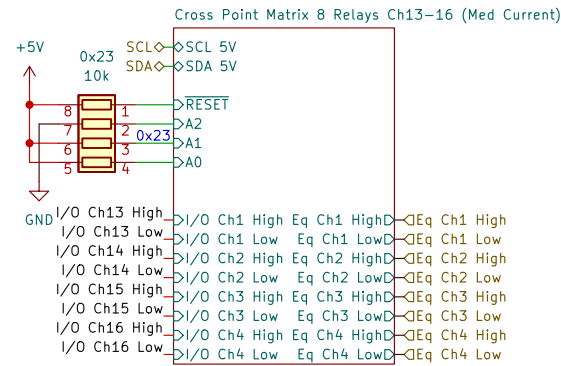 Cross Point Matrix 8 Relays Ch13-16 (Med Current)
+5V
SCL SCL 5V
0x23 SDA SDA 5V
10k
8 1 RESET
7 2 A2
0x23
6 3 A1
5 4 A0
GND
I/O Ch13 High I/O Ch1 High Eq Ch1 High Eq Ch1 High
I/O Ch13 Low I/O Ch1 Low Eq Ch1 Low Eq Ch1 Low
I/O Ch14 High I/O Ch2 High Eq Ch2 High Eq Ch2 High
I/O Ch14 Low I/O Ch2 Low Eq Ch2 Low Eq Ch2 Low
I/O Ch15 High I/O Ch3 High Eq Ch3 High Eq Ch3 High
I/O Ch15 Low I/O Ch3 Low Eq Ch3 Low Eq Ch3 Low
I/O Ch16 High I/O Ch4 High Eq Ch4 High Eq Ch4 High
I/O Ch16 Low I/O Ch4 Low Eq Ch4 Low Eq Ch4 Low